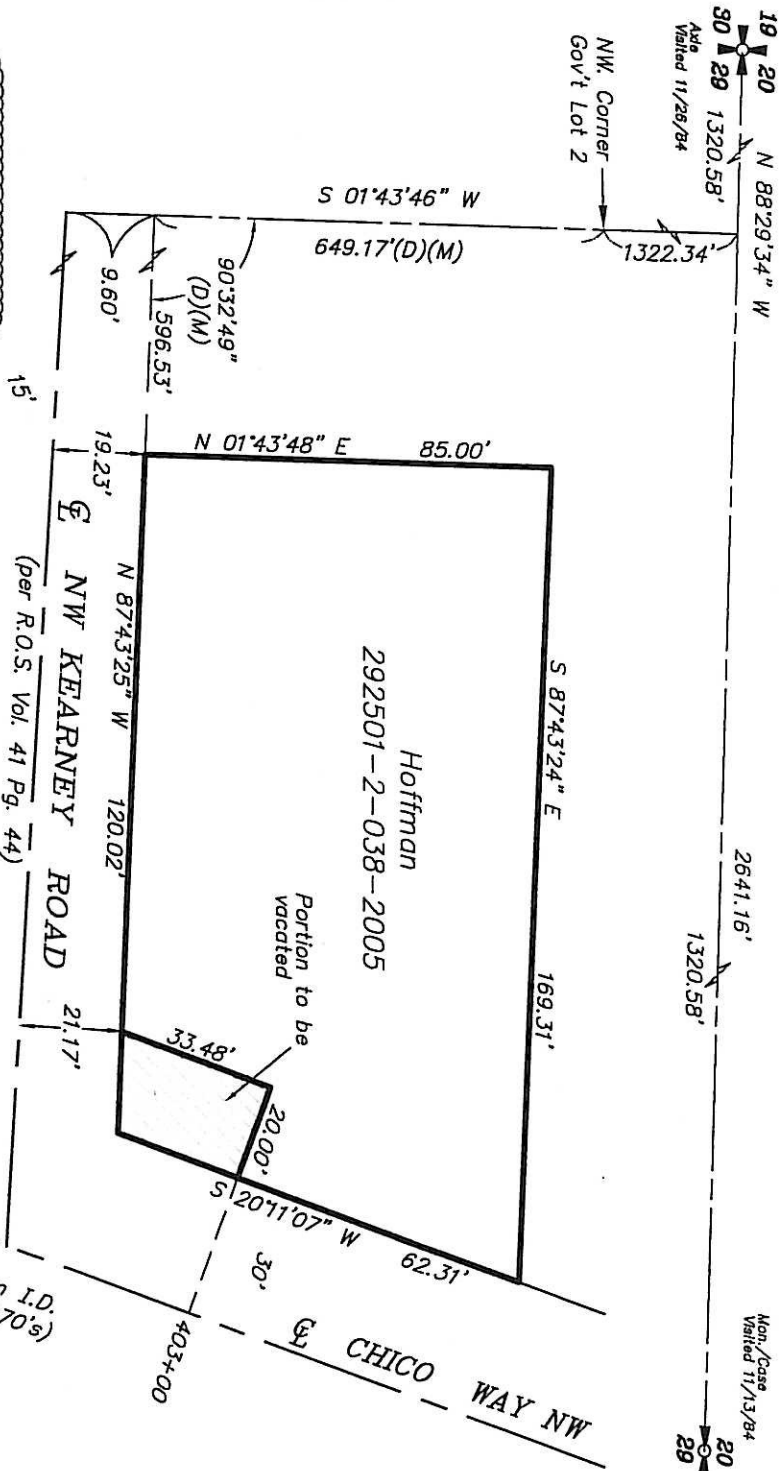 19 20
30 29
Axle
Visited 11/26/84
N 88°29'34" W
1320.58'
2641.16'
1320.58'
Mon./Case
Visited 11/13/84
20
29
NW. Corner
Gov't Lot 2
1322.34'
S 01°43'46" W
649.17'(D)(M)
90°32'49"
(D)(M)
596.53'
9.60'
15'
19.23'
N 01°43'48" E 85.00'
S 87°43'24" E 169.31'
Hoffman
292501-2-038-2005
Portion to be
vacated
N 87°43'25" W 120.02'
33.48'
20.00'
S 20°11'07" W 62.31'
21.17'
30'
403+00
℄ NW KEARNEY ROAD
(per R.O.S. Vol. 41 Pg. 44)
℄ CHICO WAY NW
I.D.
70's)